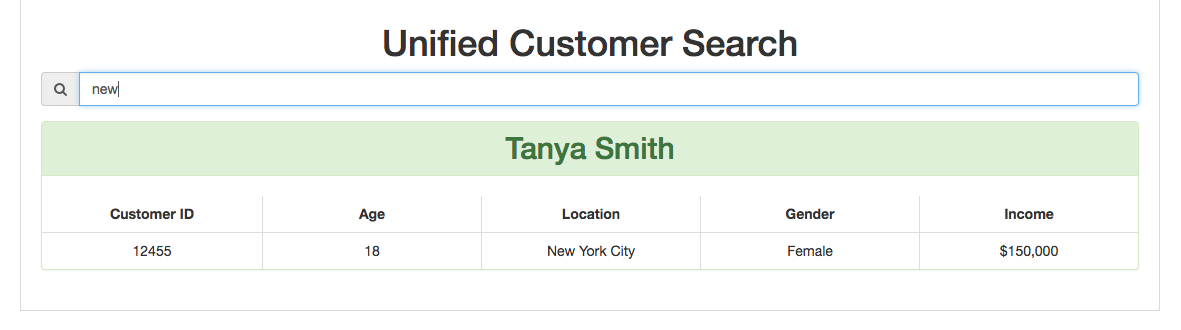 Unified Customer Search
new
Tanya Smith
Customer ID Age Location Gender Income
12455 18 New York City Female $150,000